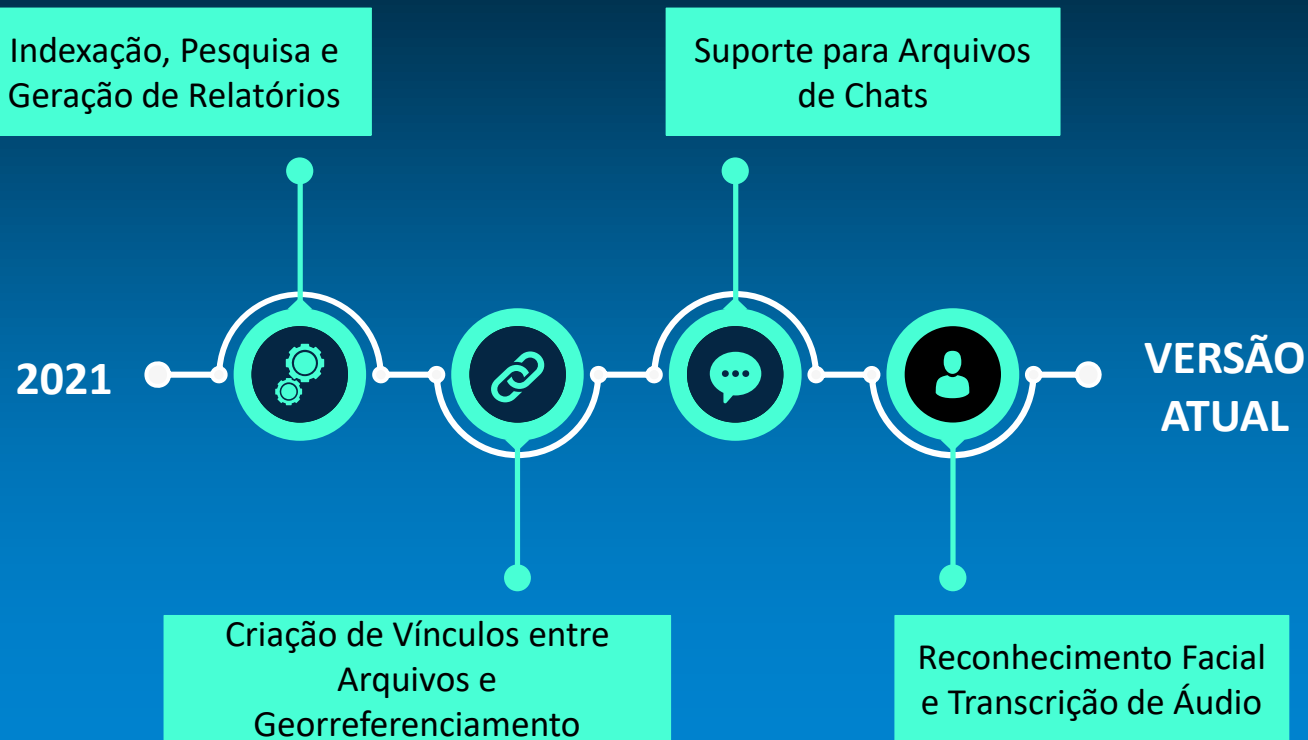 Indexação, Pesquisa e
Geração de Relatórios
Suporte para Arquivos
de Chats
2021
VERSÃO
ATUAL
Criação de Vínculos entre
Arquivos e
Georreferenciamento
Reconhecimento Facial
e Transcrição de Áudio